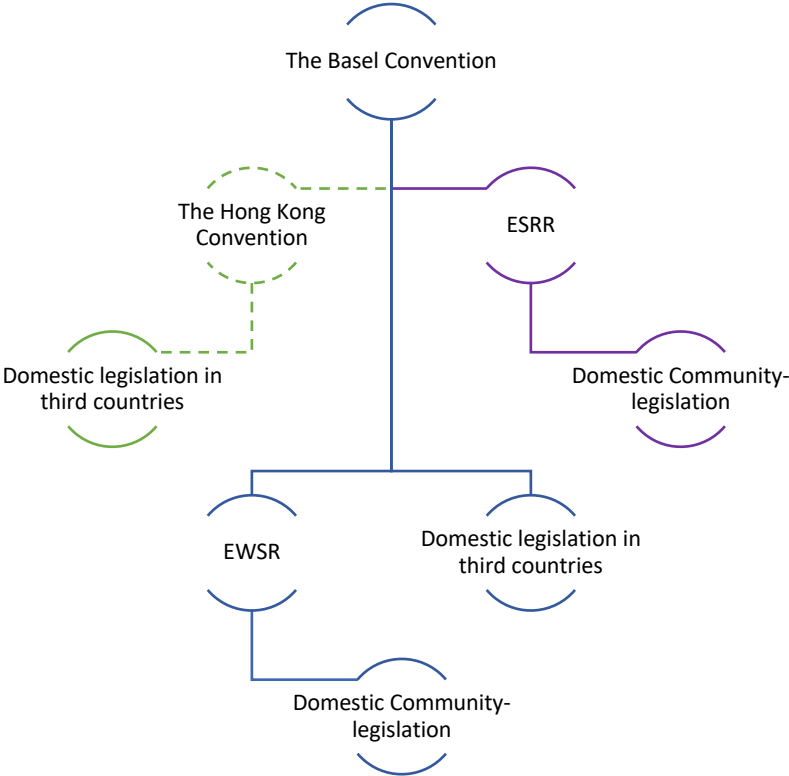 The Basel Convention
The Hong Kong
Convention
ESRR
Domestic legislation in
third countries
Domestic Community-
legislation
EWSR
Domestic legislation in
third countries
Domestic Community-
legislation